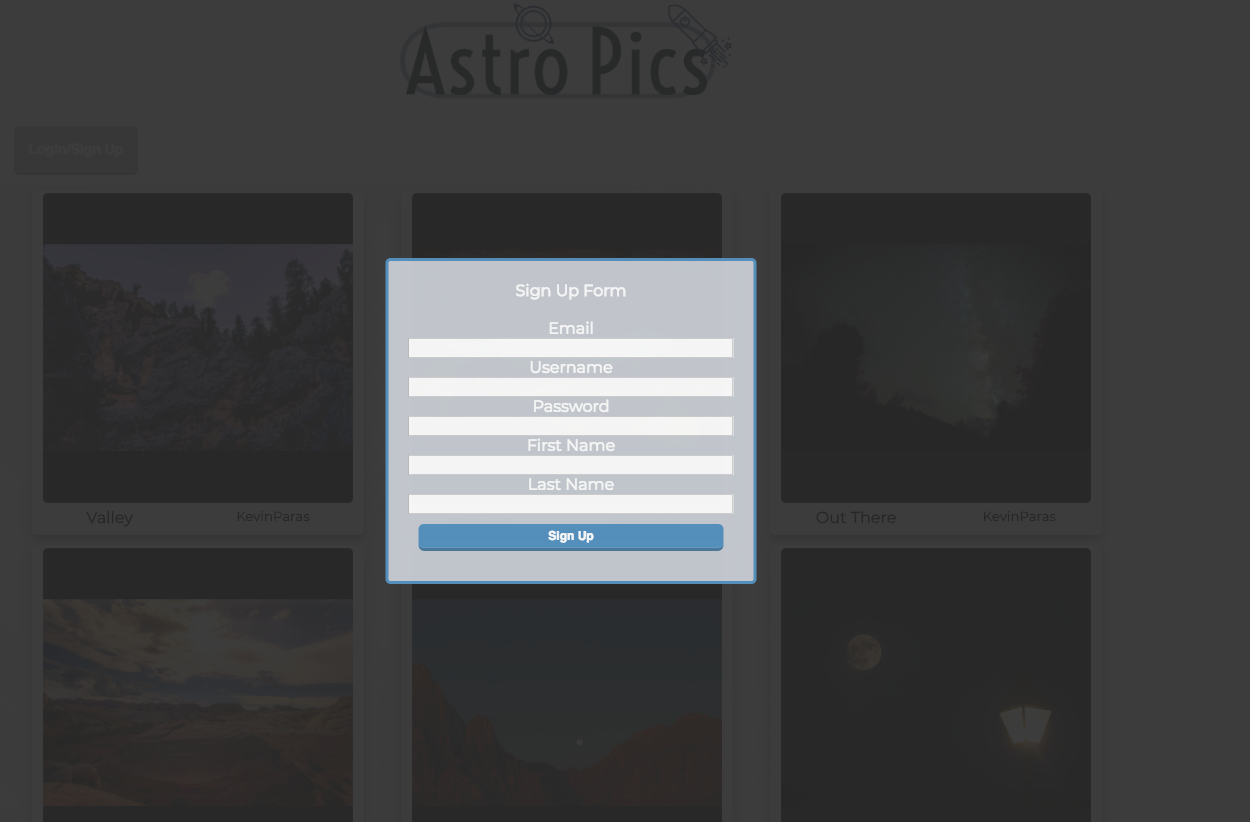 Astro Pics
Login/Sign Up
Sign Up Form
Email
Username
Password
First Name
Last Name
Sign Up
Valley KevinParas
Out There KevinParas